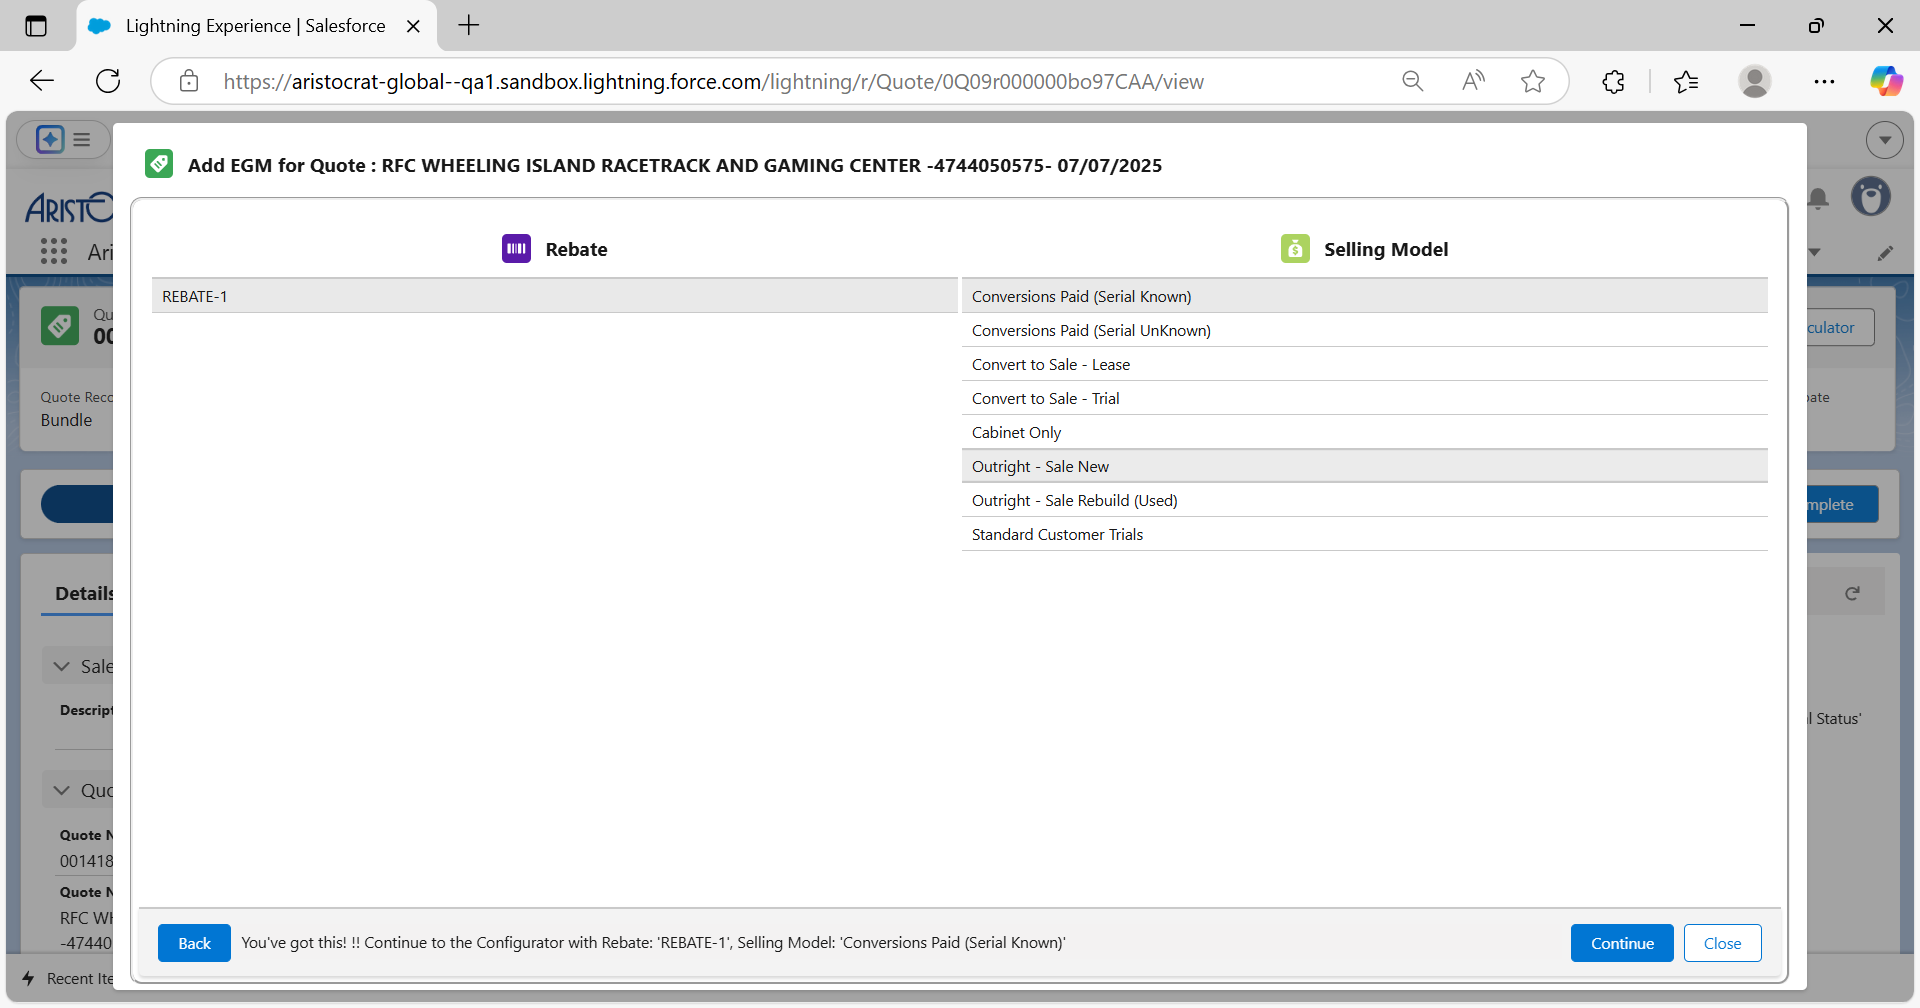 Lightning Experience | Salesforce
https://aristocrat-global--qa1.sandbox.lightning.force.com/lightning/r/Quote/0Q09r000000bo97CAA/view
Add EGM for Quote : RFC WHEELING ISLAND RACETRACK AND GAMING CENTER -4744050575- 07/07/2025
ARISTO
Ari
Rebate
Selling Model
REBATE-1
Conversions Paid (Serial Known)
Conversions Paid (Serial UnKnown)
Convert to Sale - Lease
Convert to Sale - Trial
Cabinet Only
Outright - Sale New
Outright - Sale Rebuild (Used)
Standard Customer Trials
Qu
00
culator
Quote Reco
Bundle
ate
mplete
Details
Sale
Descript
l Status'
Quo
Quote N
001418
Quote N
RFC WH
-47440
Back
You've got this! !! Continue to the Configurator with Rebate: 'REBATE-1', Selling Model: 'Conversions Paid (Serial Known)'
Continue
Close
Recent Ite